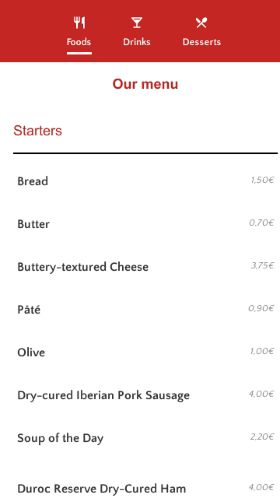 Foods Drinks Desserts
Our menu
Starters
Bread 1,50€
Butter 0,70€
Buttery-textured Cheese 3,75€
Pâté 0,90€
Olive 1,00€
Dry-cured Iberian Pork Sausage 4,00€
Soup of the Day 2,20€
Duroc Reserve Dry-Cured Ham 4,00€